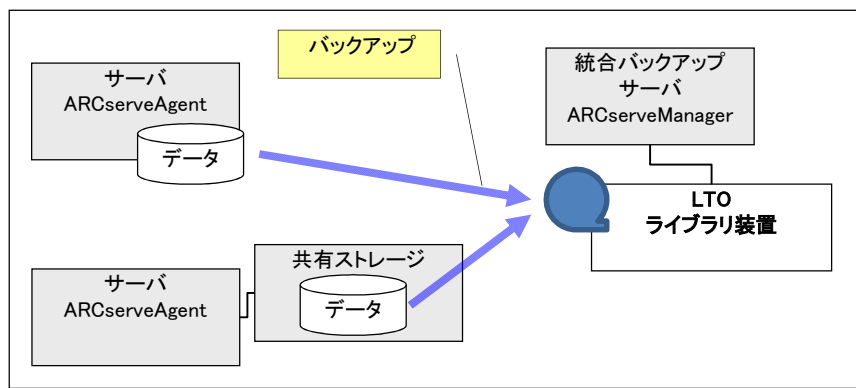 バックアップ
サーバ
ARCserveAgent
データ
統合バックアップ
サーバ
ARCserveManager
LTO
ライブラリ装置
サーバ
ARCserveAgent
共有ストレージ
データ